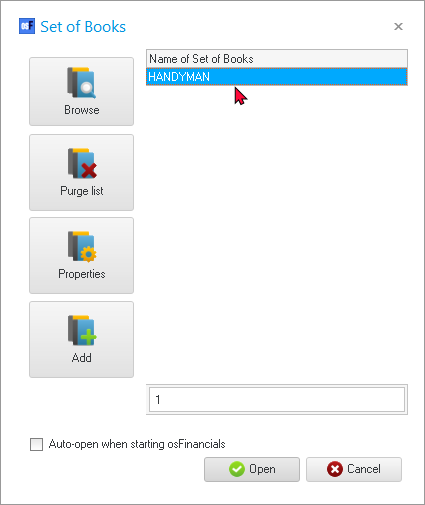 osF Set of Books
Name of Set of Books
HANDYMAN
Browse
Purge list
Properties
Add
1
Auto-open when starting osFinancials
Open
Cancel